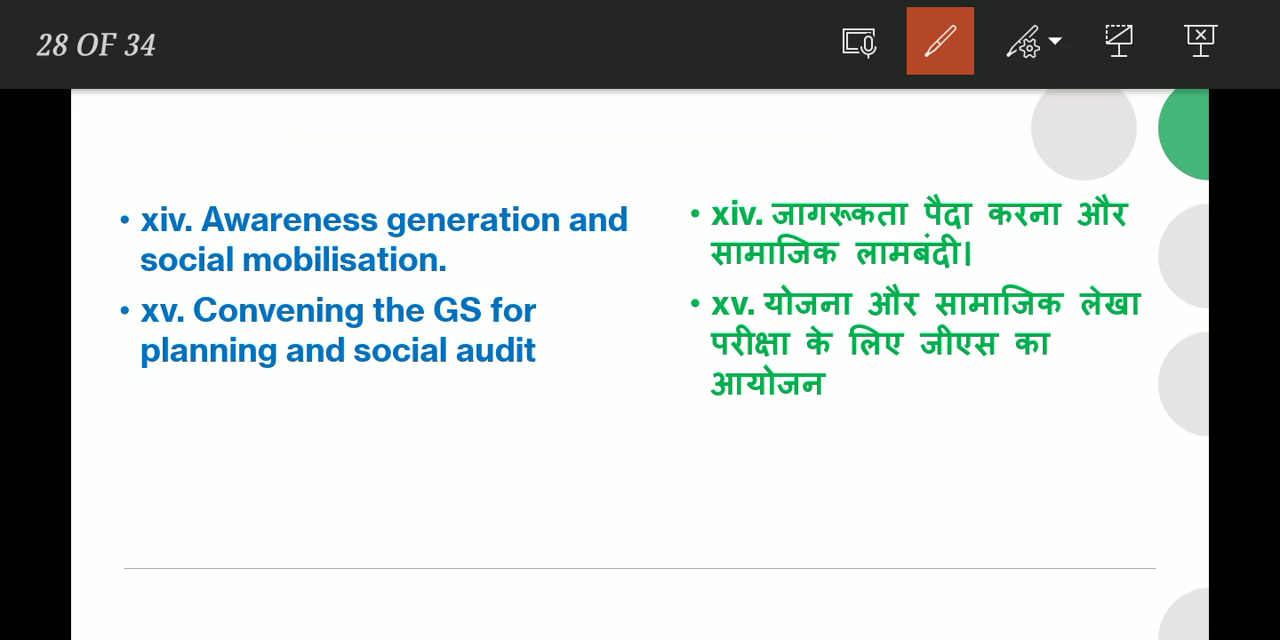 28 OF 34
• xiv. Awareness generation and
social mobilisation.
• xv. Convening the GS for
planning and social audit
• xiv. जागरूकता पैदा करना और
सामाजिक लामबंदी।
• xv. योजना और सामाजिक लेखा
परीक्षा के लिए जीएस का
आयोजन